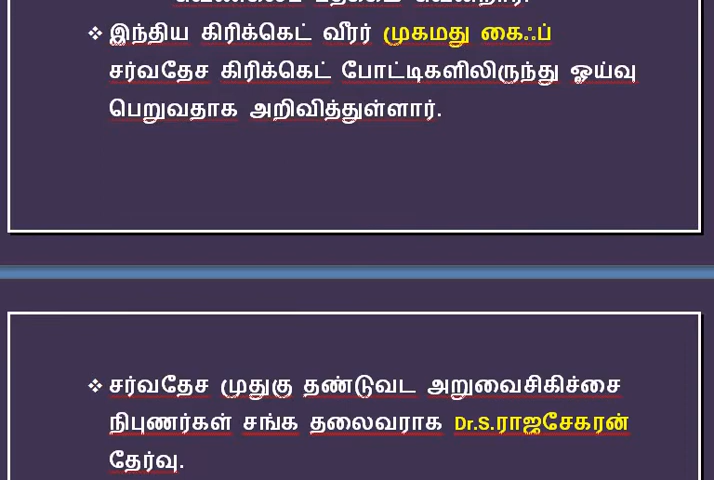 ❖ இந்திய கிரிக்கெட் வீரர் முகமது கைஃப்
சர்வதேச கிரிக்கெட் போட்டிகளிலிருந்து ஓய்வு
பெறுவதாக அறிவித்துள்ளார்.
❖ சர்வதேச முதுகு தண்டுவட அறுவைசிகிச்சை
நிபுணர்கள் சங்க தலைவராக Dr.S.ராஜசேகரன்
தேர்வு.